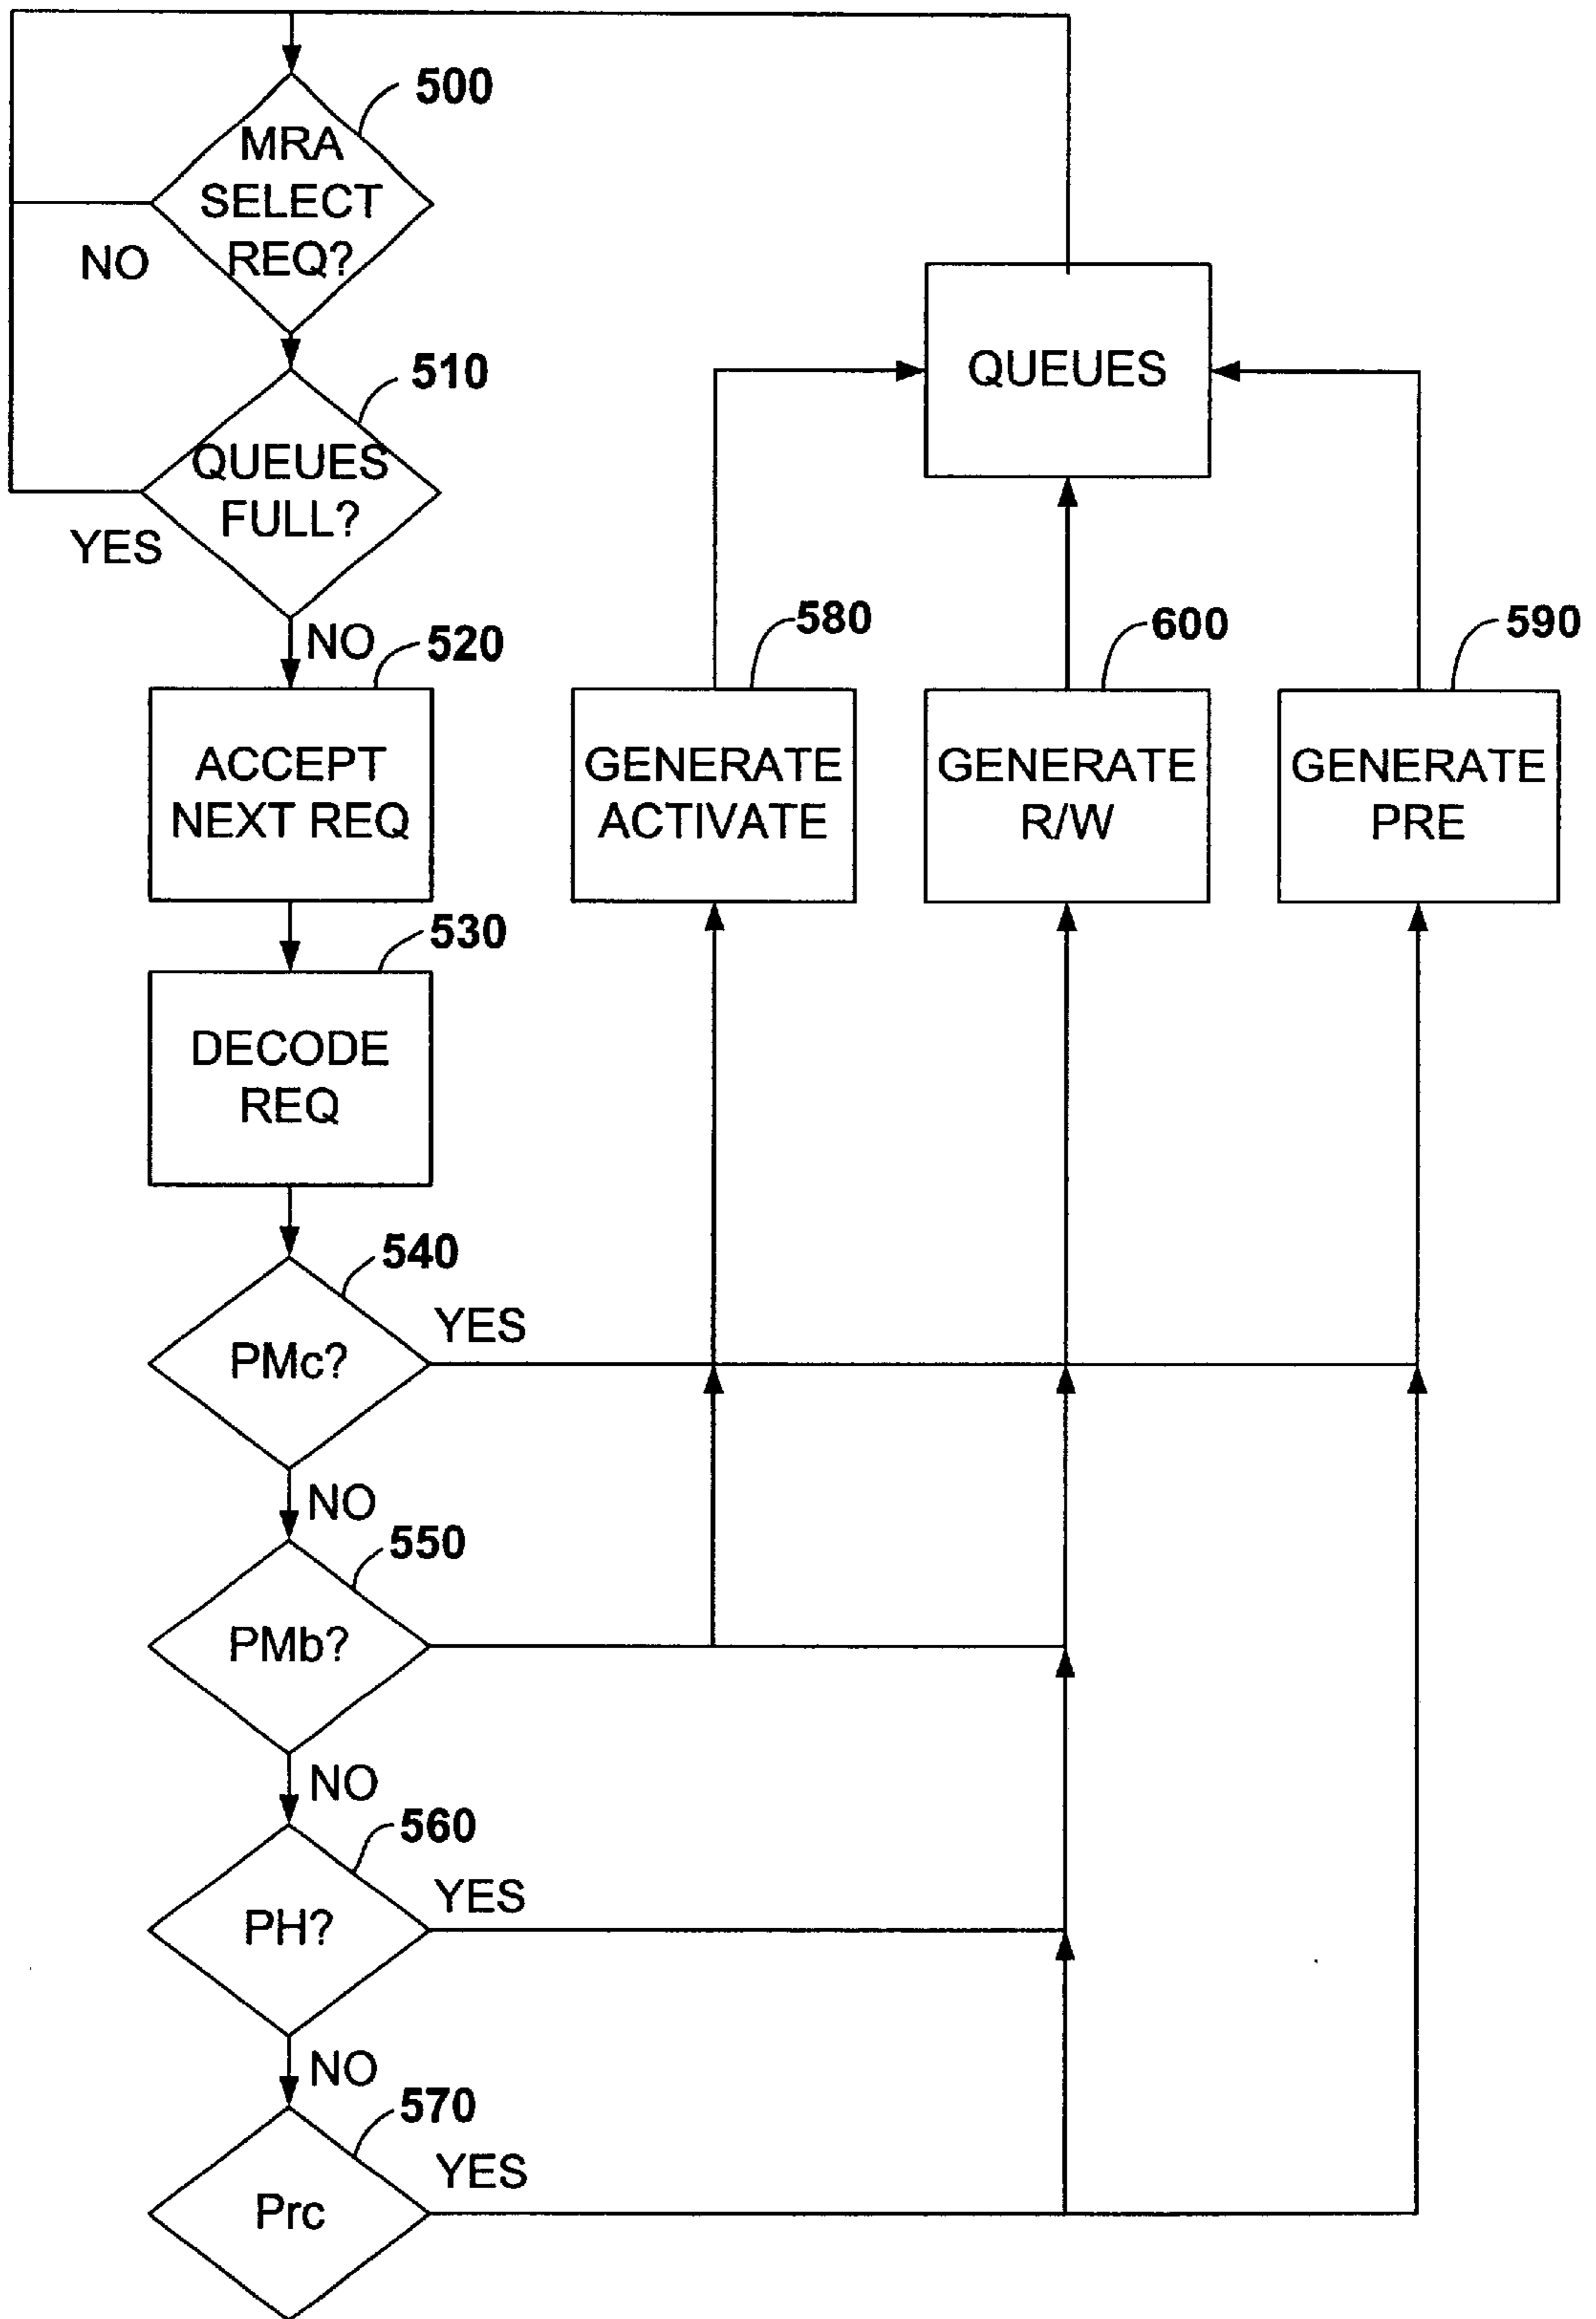 500
MRA
SELECT
REQ?
NO
510
QUEUES
FULL?
YES
NO
QUEUES
520
ACCEPT
NEXT REQ
580
GENERATE
ACTIVATE
600
GENERATE
R/W
590
GENERATE
PRE
530
DECODE
REQ
540
PMc?
YES
NO
550
PMb?
NO
560
PH?
YES
NO
570
Prc
YES